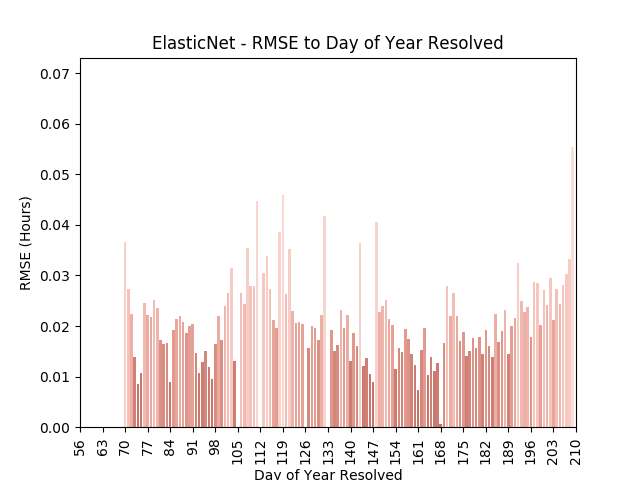 ElasticNet - RMSE to Day of Year Resolved
0.07
0.06
0.05
0.04
0.03
0.02
0.01
0.00
RMSE (Hours)
56 63 70 77 84 91 98 105 112 119 126 133 140 147 154 161 168 175 182 189 196 203 210
Day of Year Resolved